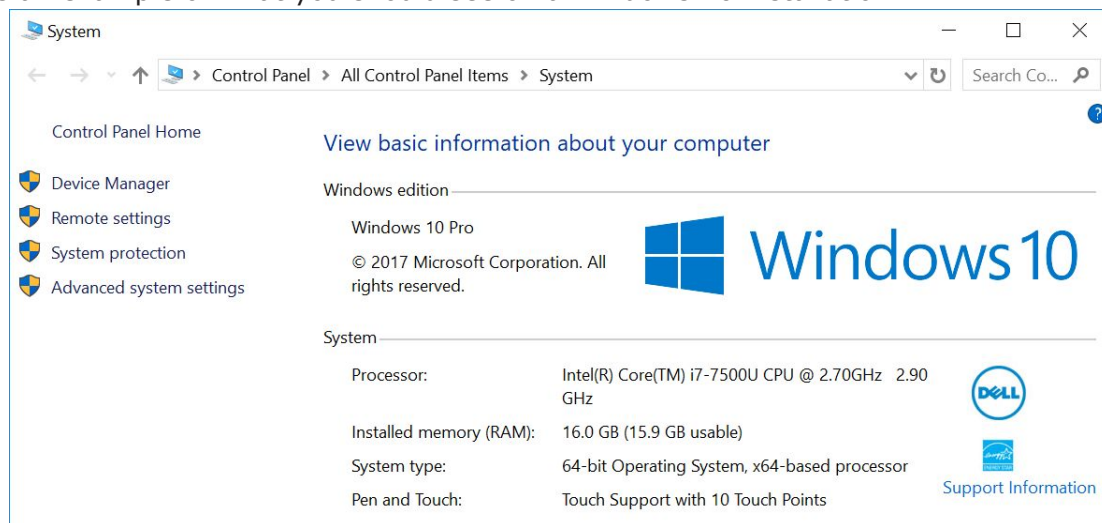 System
Control Panel > All Control Panel Items > System
Search Co...
Control Panel Home
Device Manager
Remote settings
System protection
Advanced system settings
View basic information about your computer
Windows edition
Windows 10 Pro
© 2017 Microsoft Corporation. All
rights reserved.
Windows 10
System
Processor: Intel(R) Core(TM) i7-7500U CPU @ 2.70GHz 2.90
GHz
Installed memory (RAM): 16.0 GB (15.9 GB usable)
System type: 64-bit Operating System, x64-based processor
Pen and Touch: Touch Support with 10 Touch Points
DELL
Support Information